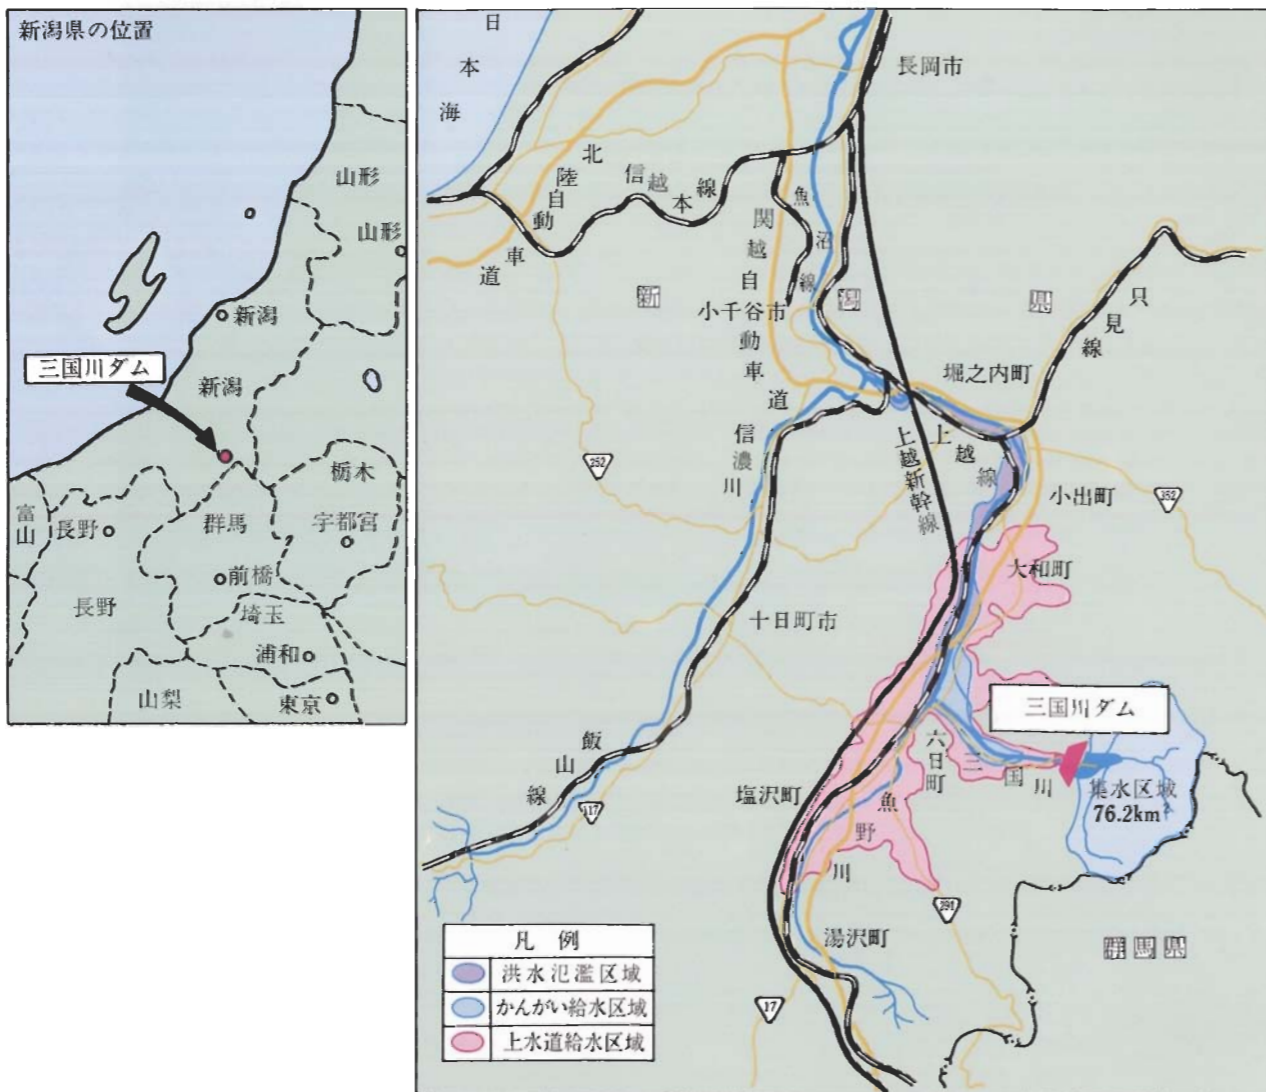 新潟県の位置
山形
山形
新潟
三国川ダム
新潟
栃木
富山
長野
群馬
宇都宮
前橋
長野
埼玉
浦和
山梨
東京
日本海
長岡市
北陸自動車道
信越本線
魚沼線
関越自動車道
新潟県
小千谷市
只見線
堀之内町
信濃川
上越新幹線
上越線
252
小出町
352
大和町
十日町市
三国川ダム
六日町
三国川
飯山線
塩沢町
集水区域
76.2km²
117
魚野川
291
湯沢町
群馬県
17
凡例
洪水氾濫区域
かんがい給水区域
上水道給水区域